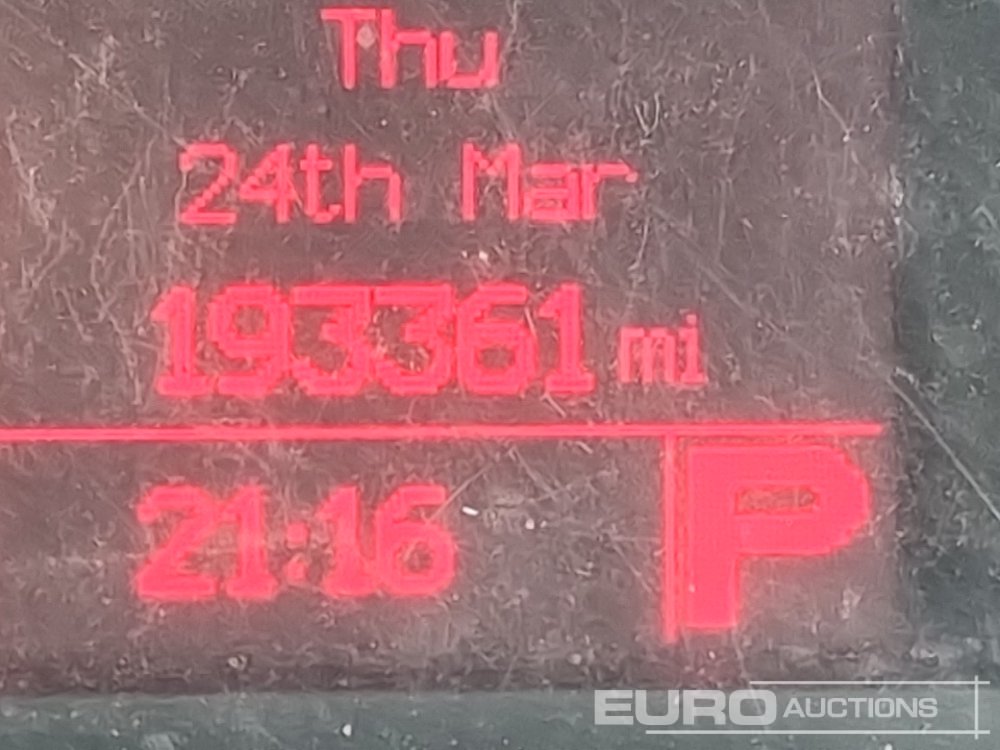 Thu
24th Mar
193361 mi
21:16 P
EURO AUCTIONS